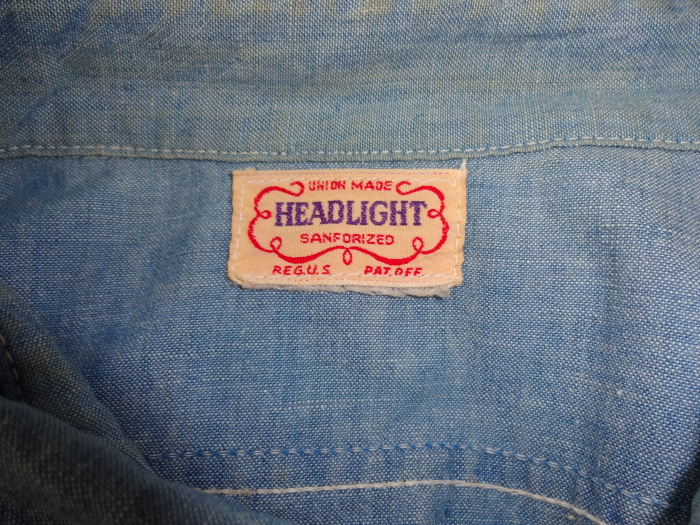 UNION MADE
HEADLIGHT
SANFORIZED
REG.U.S. PAT.OFF.